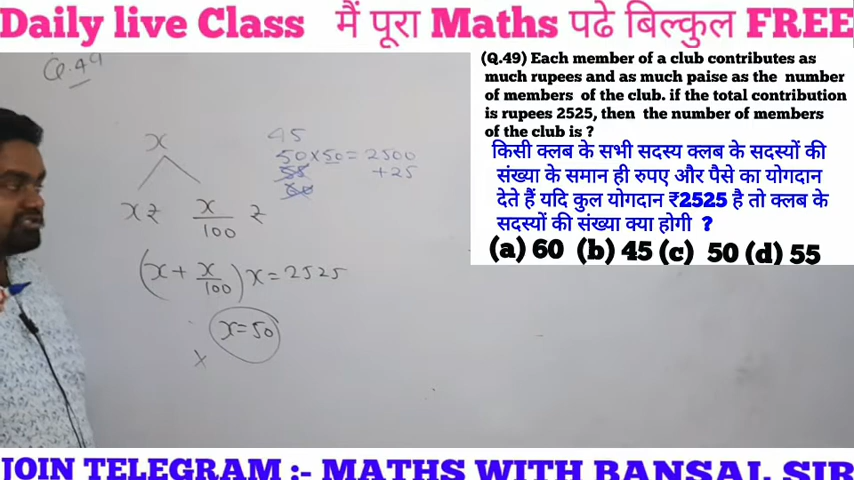 Daily live Class मैं पूरा Maths पढे बिल्कुल FREE
Q.49
(Q.49) Each member of a club contributes as
much rupees and as much paise as the number
of members of the club. if the total contribution
is rupees 2525, then the number of members
of the club is ?
किसी क्लब के सभी सदस्य क्लब के सदस्यों की
संख्या के समान ही रुपए और पैसे का योगदान
देते हैं यदि कुल योगदान ₹2525 है तो क्लब के
सदस्यों की संख्या क्या होगी ?
(a) 60 (b) 45 (c) 50 (d) 55
x
x₹ x/100 ₹
(x + x/100) x = 2525
x = 50
x
45
50 × 50 = 2500
55 + 25
60
JOIN TELEGRAM :- MATHS WITH BANSAL SIR